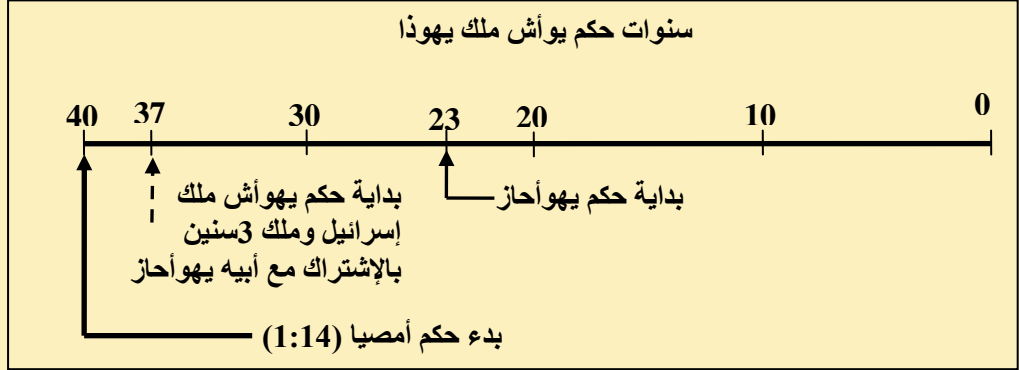 سنوات حكم يوأش ملك يهوذا
0 10 20 23 30 37 40
بداية حكم يهوأحاز
بداية حكم يهوأش ملك
إسرائيل وملك 3سنين
بالإشتراك مع أبيه يهوأحاز
بدء حكم أمصيا (1:14)